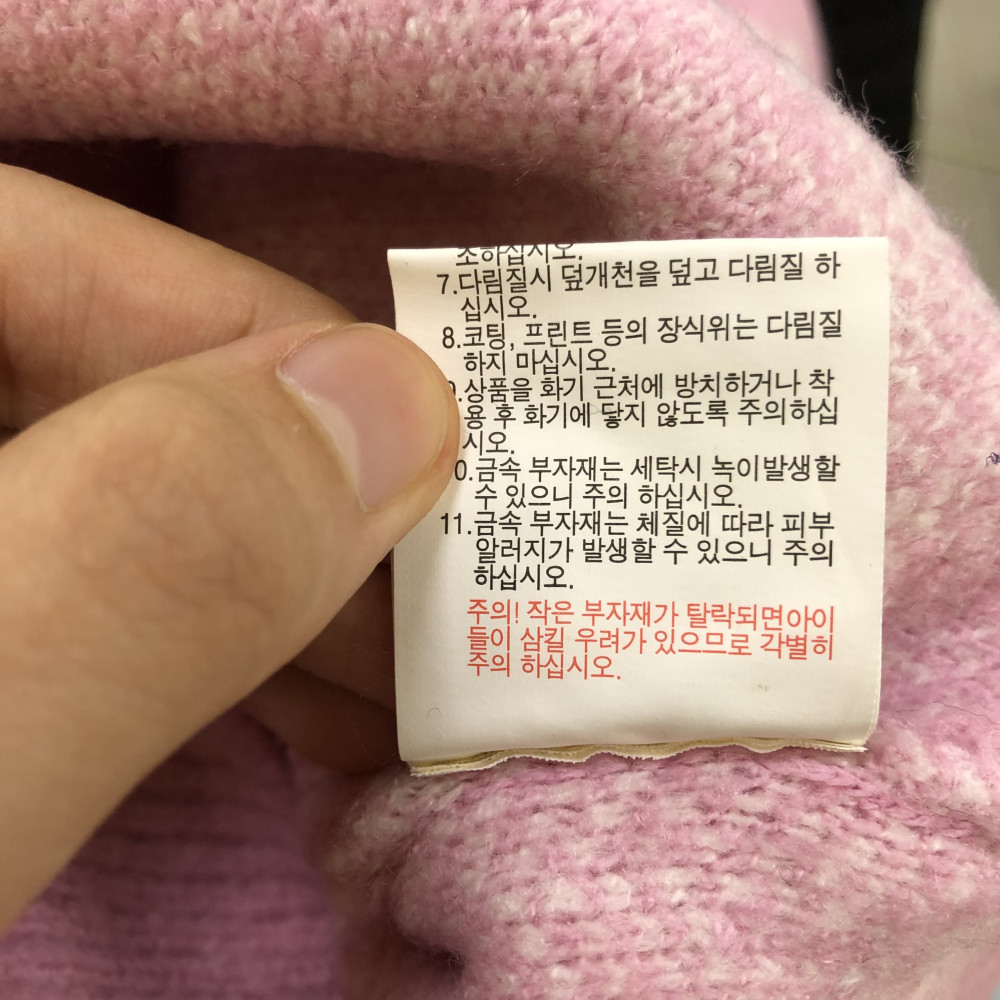 조하십시오.
7.다림질시 덮개천을 덮고 다림질 하
십시오.
8.코팅, 프린트 등의 장식위는 다림질
하지 마십시오.
.상품을 화기 근처에 방치하거나 착
용 후 화기에 닿지 않도록 주의하십
시오.
0.금속 부자재는 세탁시 녹이발생할
수 있으니 주의 하십시오.
11.금속 부자재는 체질에 따라 피부
알러지가 발생할 수 있으니 주의
하십시오.
주의! 작은 부자재가 탈락되면아이
들이 삼킬 우려가 있으므로 각별히
주의 하십시오.